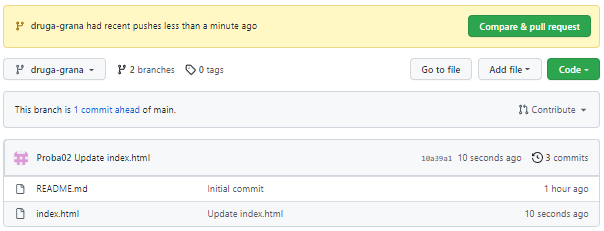 druga-grana had recent pushes less than a minute ago Compare & pull request
druga-grana 2 branches 0 tags Go to file Add file Code
This branch is 1 commit ahead of main. Contribute
Proba02 Update index.html 10a39a1 10 seconds ago 3 commits
README.md Initial commit 1 hour ago
index.html Update index.html 10 seconds ago